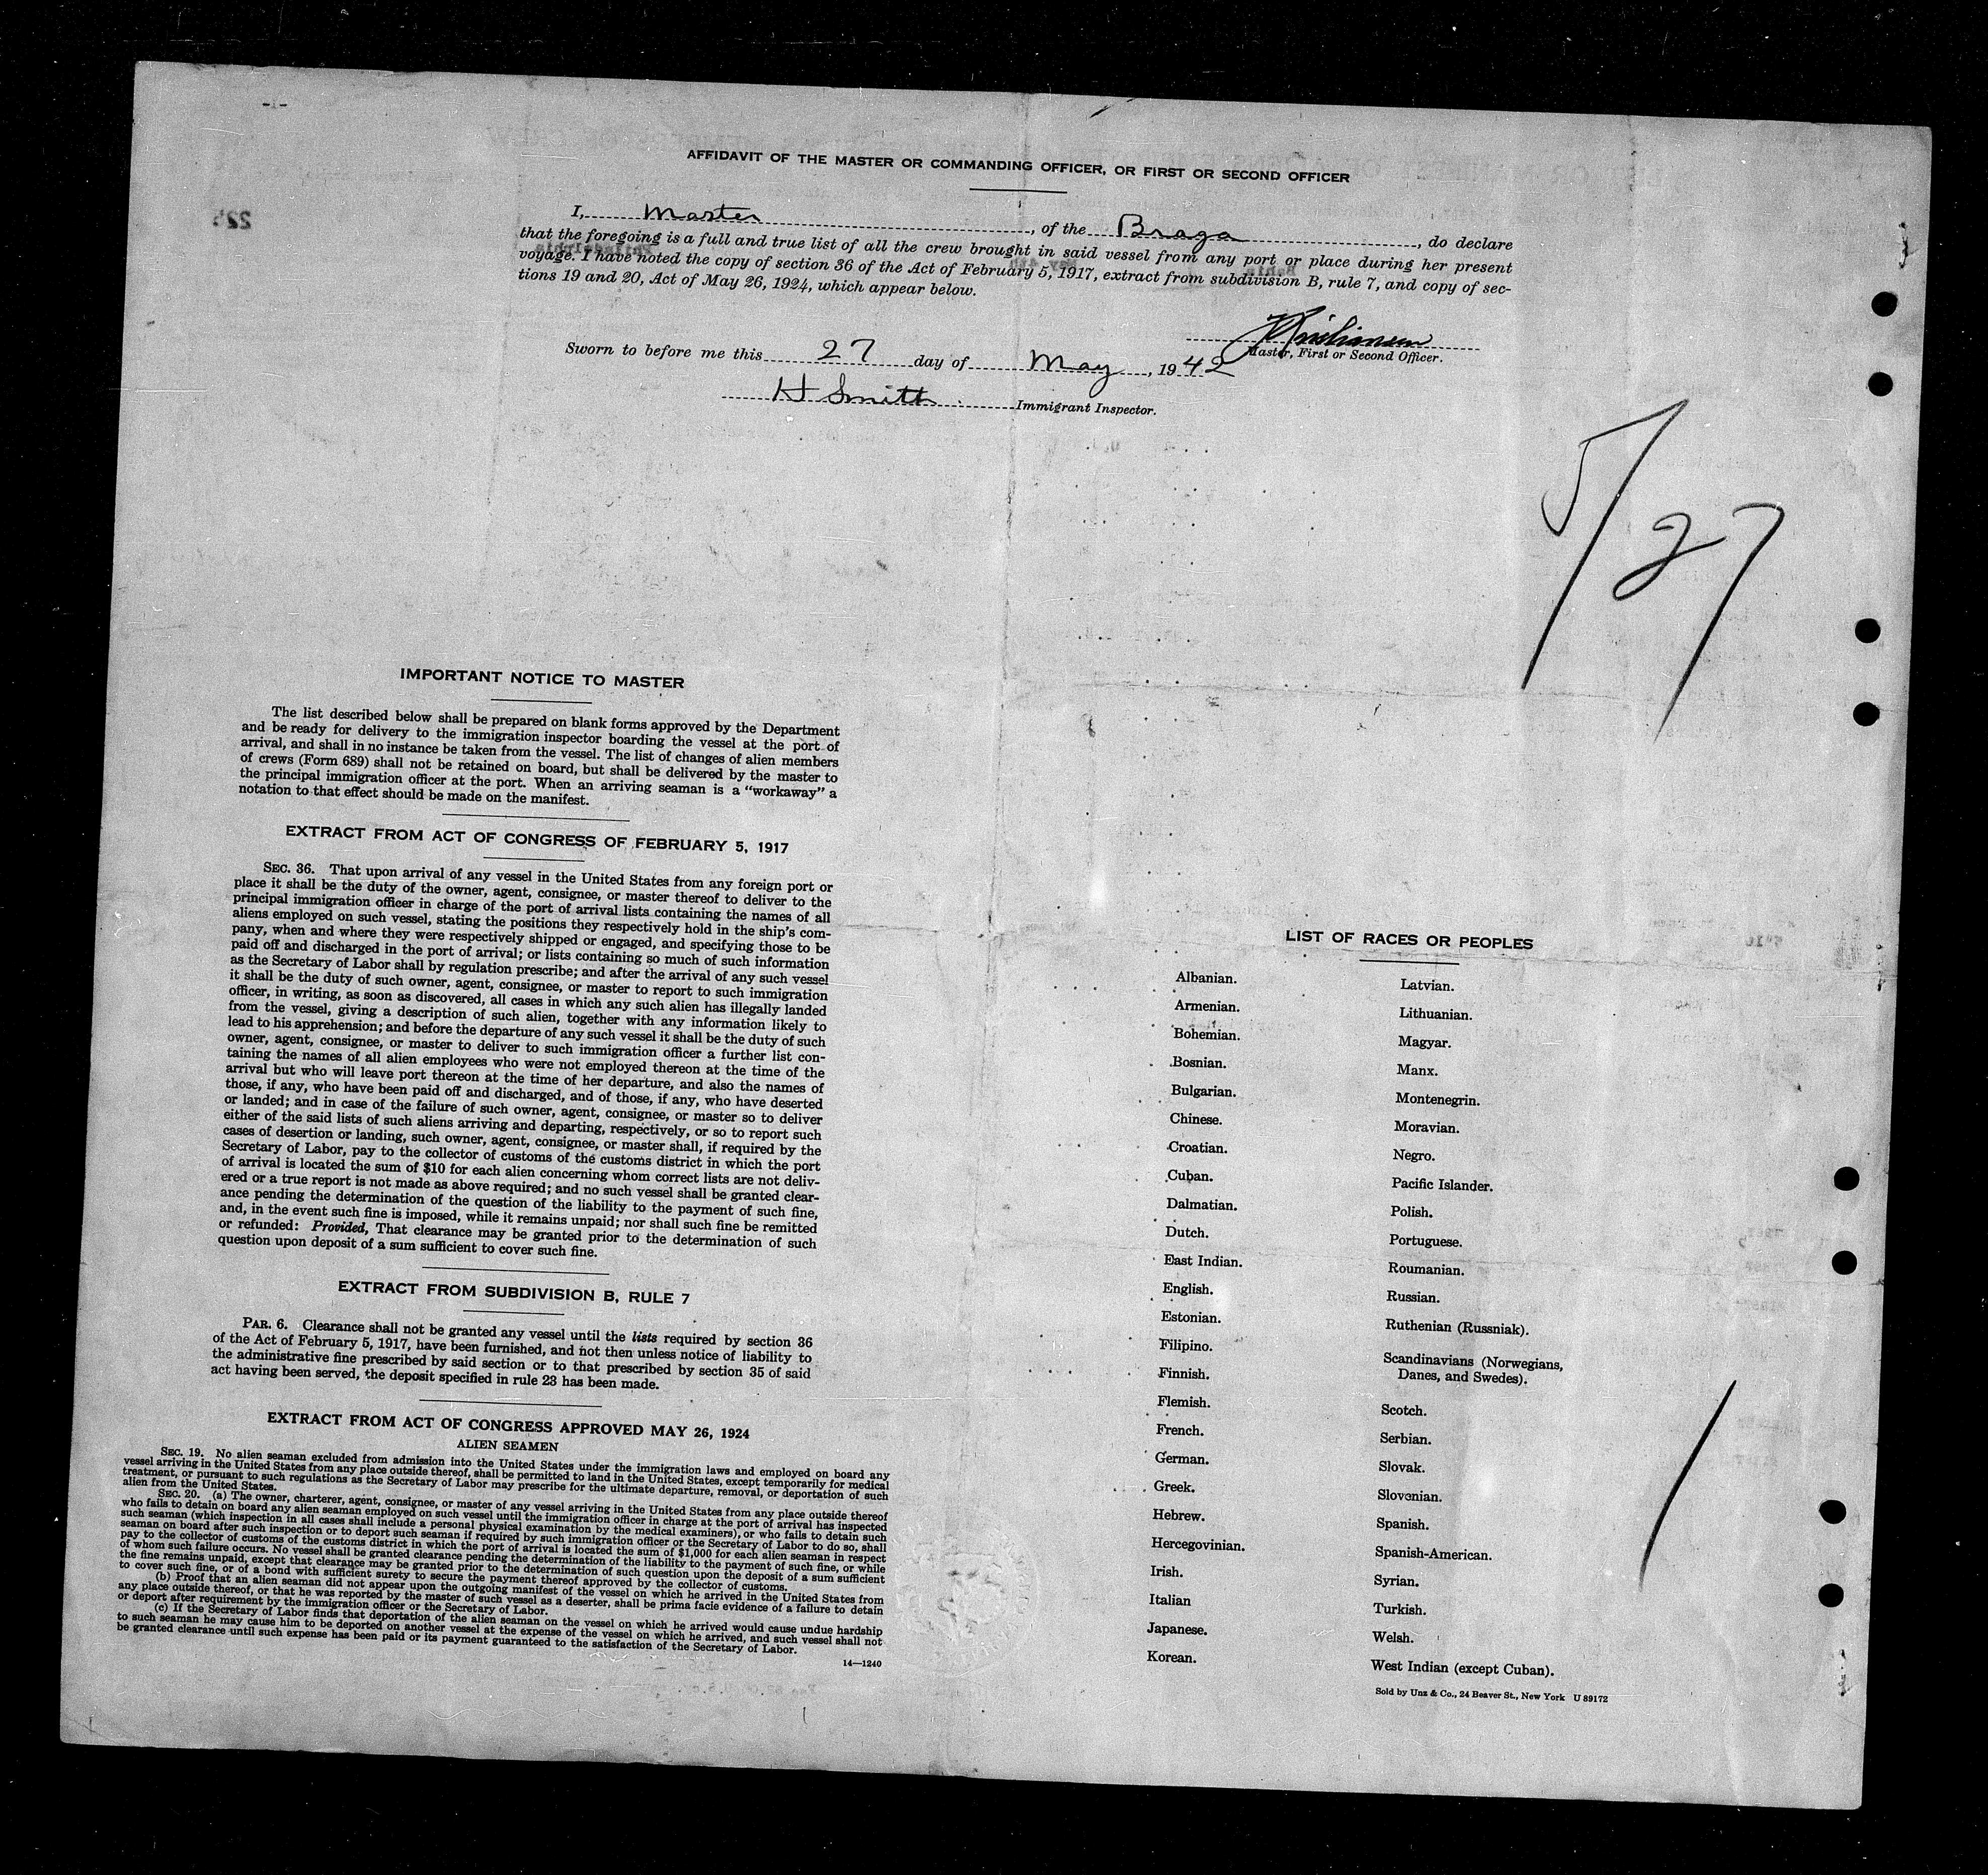 -1-
AFFIDAVIT OF THE MASTER OR COMMANDING OFFICER, OR FIRST OR SECOND OFFICER
I, Master, of the Braga, do declare
that the foregoing is a full and true list of all the crew brought in said vessel from any port or place during her present
voyage. I have noted the copy of section 36 of the Act of February 5, 1917, extract from subdivision B, rule 7, and copy of sec-
tions 19 and 20, Act of May 26, 1924, which appear below.
Master, First or Second Officer.
Sworn to before me this 27 day of May, 1942
H Smith Immigrant Inspector.
5/27
IMPORTANT NOTICE TO MASTER
The list described below shall be prepared on blank forms approved by the Department
and be ready for delivery to the immigration inspector boarding the vessel at the port of
arrival, and shall in no instance be taken from the vessel. The list of changes of alien members
of crews (Form 689) shall not be retained on board, but shall be delivered by the master to
the principal immigration officer at the port. When an arriving seaman is a "workaway" a
notation to that effect should be made on the manifest.
EXTRACT FROM ACT OF CONGRESS OF FEBRUARY 5, 1917
SEC. 36. That upon arrival of any vessel in the United States from any foreign port or
place it shall be the duty of the owner, agent, consignee, or master thereof to deliver to the
principal immigration officer in charge of the port of arrival lists containing the names of all
aliens employed on such vessel, stating the positions they respectively hold in the ship's com-
pany, when and where they were respectively shipped or engaged, and specifying those to be
paid off and discharged in the port of arrival; or lists containing so much of such information
as the Secretary of Labor shall by regulation prescribe; and after the arrival of any such vessel
it shall be the duty of such owner, agent, consignee, or master to report to such immigration
officer, in writing, as soon as discovered, all cases in which any such alien has illegally landed
from the vessel, giving a description of such alien, together with any information likely to
lead to his apprehension; and before the departure of any such vessel it shall be the duty of such
owner, agent, consignee, or master to deliver to such immigration officer a further list con-
taining the names of all alien employees who were not employed thereon at the time of the
arrival but who will leave port thereon at the time of her departure, and also the names of
those, if any, who have been paid off and discharged, and of those, if any, who have deserted
or landed; and in case of the failure of such owner, agent, consignee, or master so to deliver
either of the said lists of such aliens arriving and departing, respectively, or so to report such
cases of desertion or landing, such owner, agent, consignee, or master shall, if required by the
Secretary of Labor, pay to the collector of customs of the customs district in which the port
of arrival is located the sum of $10 for each alien concerning whom correct lists are not deliv-
ered or a true report is not made as above required; and no such vessel shall be granted clear-
ance pending the determination of the question of the liability to the payment of such fine,
and, in the event such fine is imposed, while it remains unpaid; nor shall such fine be remitted
or refunded: Provided, That clearance may be granted prior to the determination of such
question upon deposit of a sum sufficient to cover such fine.
EXTRACT FROM SUBDIVISION B, RULE 7
PAR. 6. Clearance shall not be granted any vessel until the lists required by section 36
of the Act of February 5, 1917, have been furnished, and not then unless notice of liability to
the administrative fine prescribed by said section or to that prescribed by section 35 of said
act having been served, the deposit specified in rule 23 has been made.
EXTRACT FROM ACT OF CONGRESS APPROVED MAY 26, 1924
ALIEN SEAMEN
SEC. 19. No alien seaman excluded from admission into the United States under the immigration laws and employed on board any
vessel arriving in the United States from any place outside thereof, shall be permitted to land in the United States, except temporarily for medical
treatment, or pursuant to such regulations as the Secretary of Labor may prescribe for the ultimate departure, removal, or deportation of such
alien from the United States.
SEC. 20. (a) The owner, charterer, agent, consignee, or master of any vessel arriving in the United States from any place outside thereof
who fails to detain on board any alien seaman employed on such vessel until the immigration officer in charge at the port of arrival has inspected
such seaman (which inspection in all cases shall include a personal physical examination by the medical examiners), or who fails to detain such
seaman on board after such inspection or to deport such seaman if required by such immigration officer or the Secretary of Labor to do so, shall
pay to the collector of customs of the customs district in which the port of arrival is located the sum of $1,000 for each alien seaman in respect
of whom such failure occurs. No vessel shall be granted clearance pending the determination of the liability to the payment of such fine, or while
the fine remains unpaid, except that clearance may be granted prior to the determination of such question upon the deposit of a sum sufficient
to cover such fine, or of a bond with sufficient surety to secure the payment thereof approved by the collector of customs.
(b) Proof that an alien seaman did not appear upon the outgoing manifest of the vessel on which he arrived in the United States from
any place outside thereof, or that he was reported by the master of such vessel as a deserter, shall be prima facie evidence of a failure to detain
or deport after requirement by the immigration officer or the Secretary of Labor.
(c) If the Secretary of Labor finds that deportation of the alien seaman on the vessel on which he arrived would cause undue hardship
to such seaman he may cause him to be deported on another vessel at the expense of the vessel on which he arrived, and such vessel shall not
be granted clearance until such expense has been paid or its payment guaranteed to the satisfaction of the Secretary of Labor.
14—1240
LIST OF RACES OR PEOPLES
Albanian.
Armenian.
Bohemian.
Bosnian.
Bulgarian.
Chinese.
Croatian.
Cuban.
Dalmatian.
Dutch.
East Indian.
English.
Estonian.
Filipino.
Finnish.
Flemish.
French.
German.
Greek.
Hebrew.
Hercegovinian.
Irish.
Italian
Japanese.
Korean.
Latvian.
Lithuanian.
Magyar.
Manx.
Montenegrin.
Moravian.
Negro.
Pacific Islander.
Polish.
Portuguese.
Roumanian.
Russian.
Ruthenian (Russniak).
Scandinavians (Norwegians,
Danes, and Swedes).
Scotch.
Serbian.
Slovak.
Slovenian.
Spanish.
Spanish-American.
Syrian.
Turkish.
Welsh.
West Indian (except Cuban).
Sold by Unz & Co., 24 Beaver St., New York U 89172